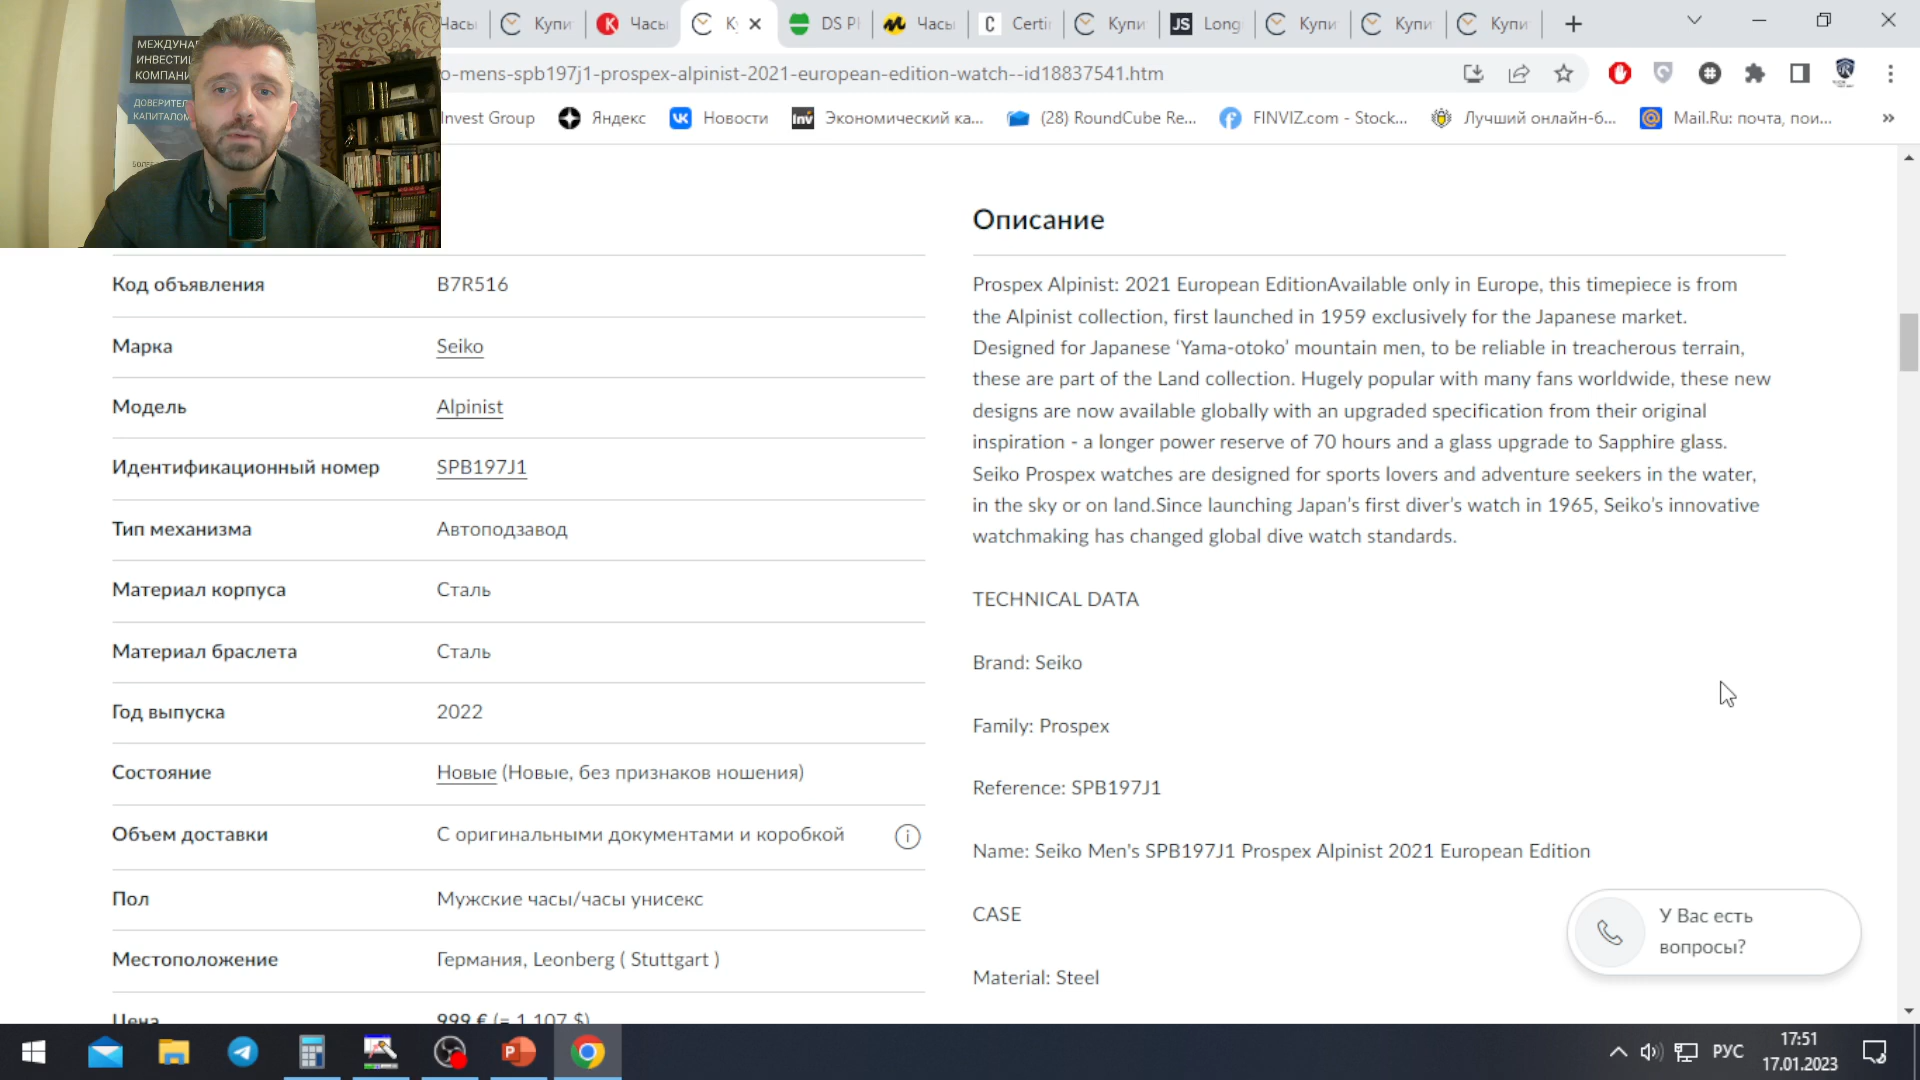 МЕЖДУНА
ИНВЕСТИ
КОМПАНИ
ДОВЕРИТЕЛ
КАПИТАЛОМ
Часы
Купи
Часы
К
DS P
Часы
Certi
Купи
Long
Купи
Купи
Купи
o-mens-spb197j1-prospex-alpinist-2021-european-edition-watch--id18837541.htm
Invest Group
Яндекс
Новости
Экономический ка...
(28) RoundCube Re...
FINVIZ.com - Stock...
Лучший онлайн-б...
Mail.Ru: почта, пои...
»
Код объявления B7R516
Марка Seiko
Модель Alpinist
Идентификационный номер SPB197J1
Тип механизма Автоподзавод
Материал корпуса Сталь
Материал браслета Сталь
Год выпуска 2022
Состояние Новые (Новые, без признаков ношения)
Объем доставки С оригинальными документами и коробкой
Пол Мужские часы/часы унисекс
Местоположение Германия, Leonberg ( Stuttgart )
Цена 999 € (= 1 107 $)
Описание
Prospex Alpinist: 2021 European EditionAvailable only in Europe, this timepiece is from
the Alpinist collection, first launched in 1959 exclusively for the Japanese market.
Designed for Japanese ‘Yama-otoko’ mountain men, to be reliable in treacherous terrain,
these are part of the Land collection. Hugely popular with many fans worldwide, these new
designs are now available globally with an upgraded specification from their original
inspiration - a longer power reserve of 70 hours and a glass upgrade to Sapphire glass.
Seiko Prospex watches are designed for sports lovers and adventure seekers in the water,
in the sky or on land.Since launching Japan’s first diver’s watch in 1965, Seiko’s innovative
watchmaking has changed global dive watch standards.
TECHNICAL DATA
Brand: Seiko
Family: Prospex
Reference: SPB197J1
Name: Seiko Men's SPB197J1 Prospex Alpinist 2021 European Edition
CASE
Material: Steel
У Вас есть
вопросы?
РУС
17:51
17.01.2023